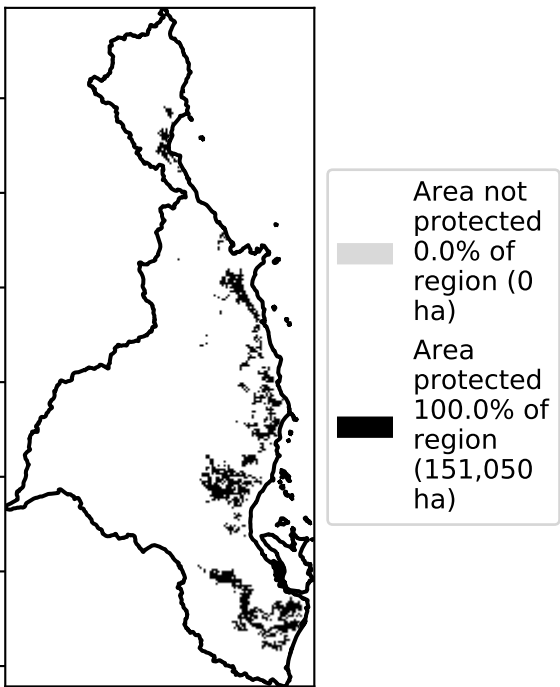 Area not
protected
0.0% of
region (0
ha)
Area
protected
100.0% of
region
(151,050
ha)